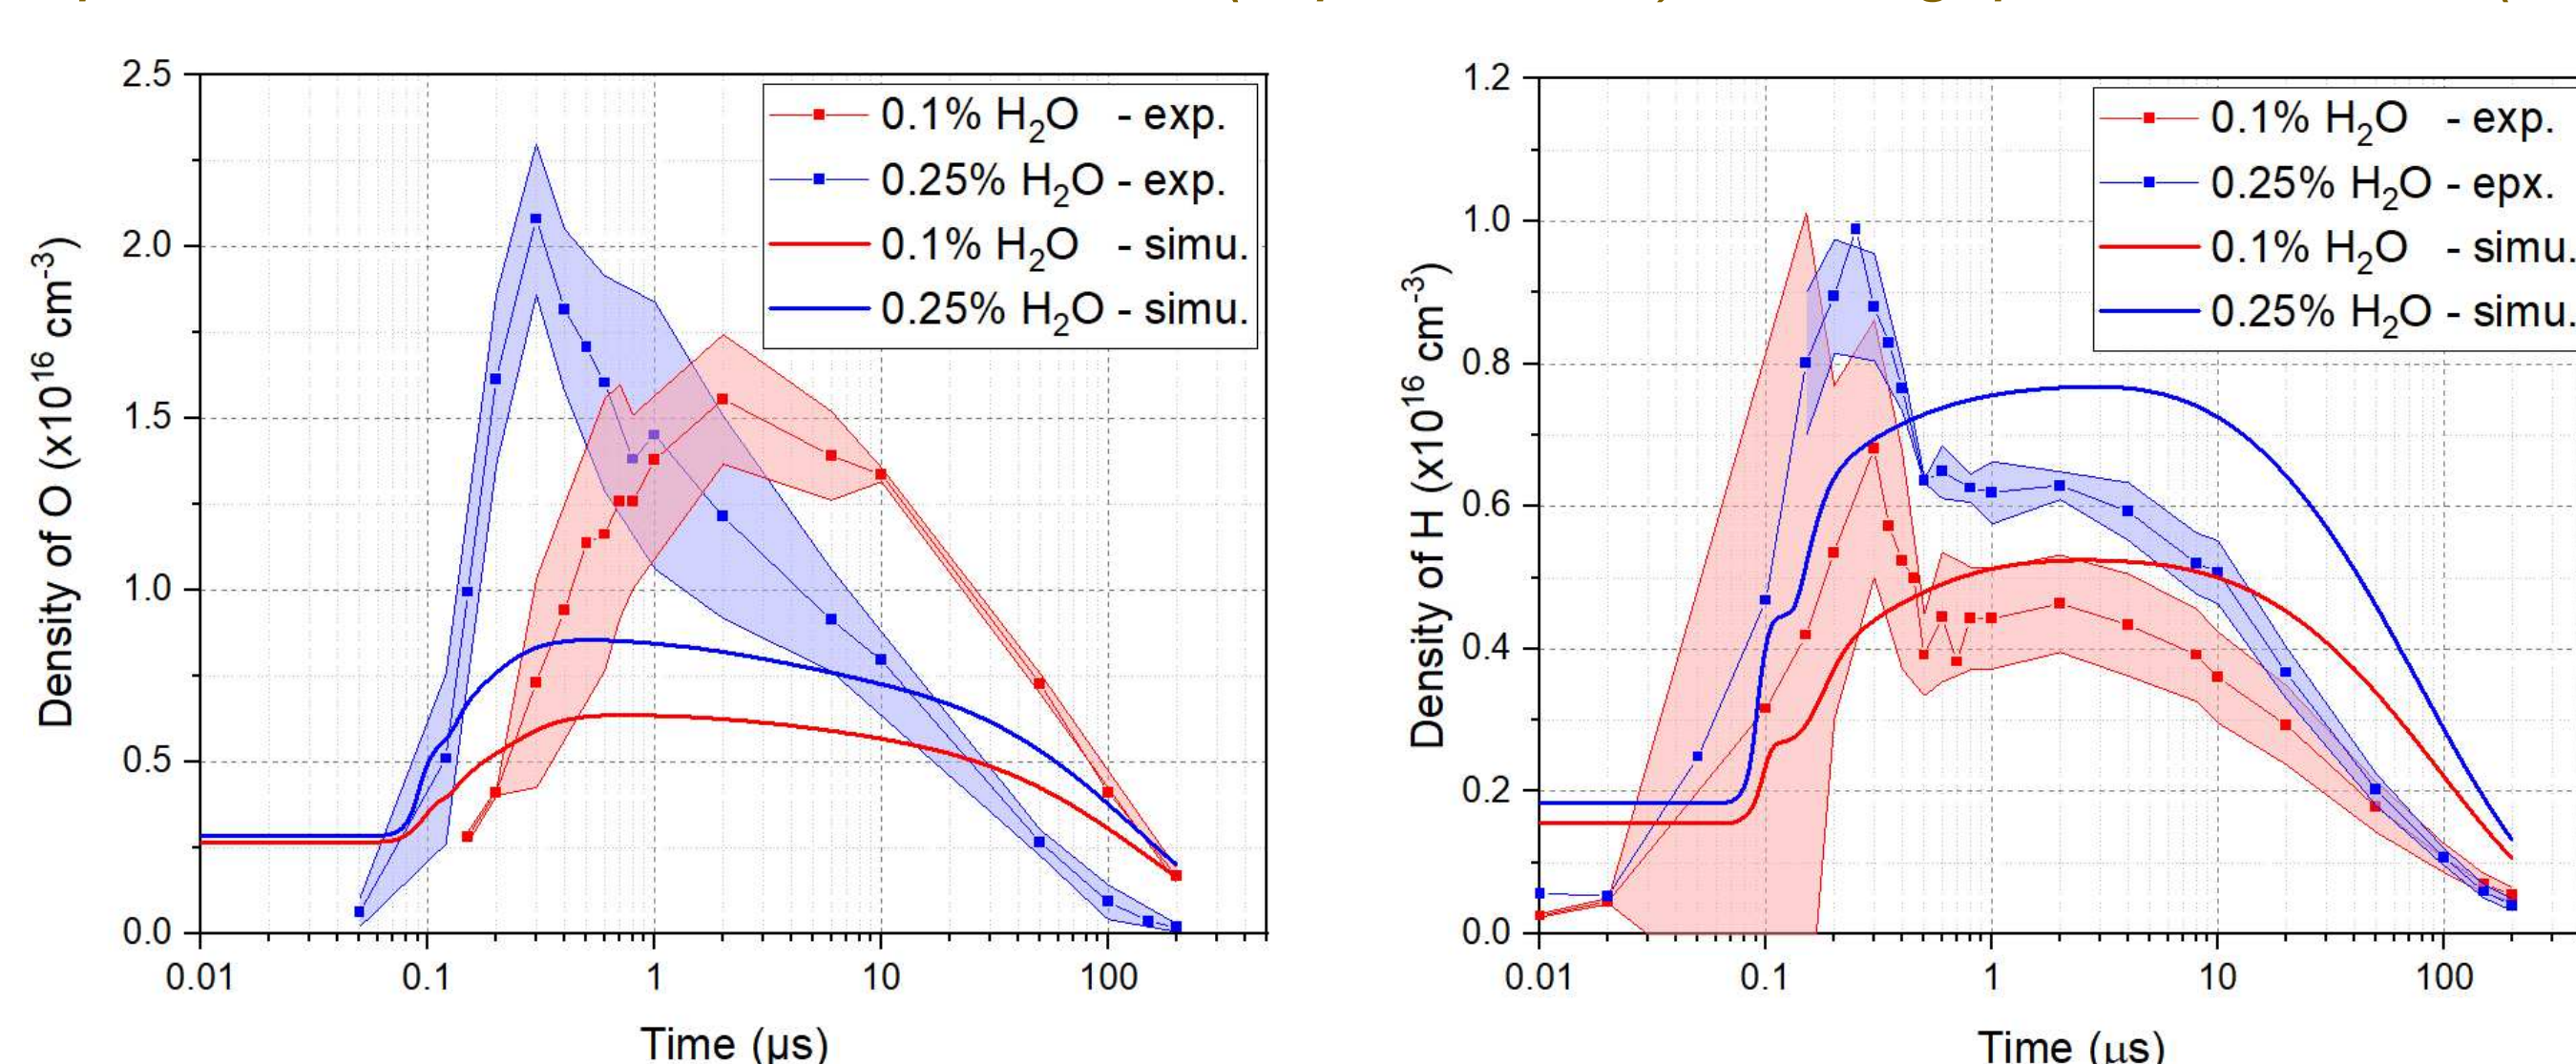 2.5
2.0
1.5
1.0
0.5
0.0
0.01
0.1
1
10
100
Density of O (x10¹⁶ cm⁻³)
Time (µs)
0.1% H₂O - exp.
0.25% H₂O - exp.
0.1% H₂O - simu.
0.25% H₂O - simu.
1.2
1.0
0.8
0.6
0.4
0.2
0.0
0.01
0.1
1
10
100
Density of H (x10¹⁶ cm⁻³)
Time (µs)
0.1% H₂O - exp.
0.25% H₂O - epx.
0.1% H₂O - simu.
0.25% H₂O - simu.